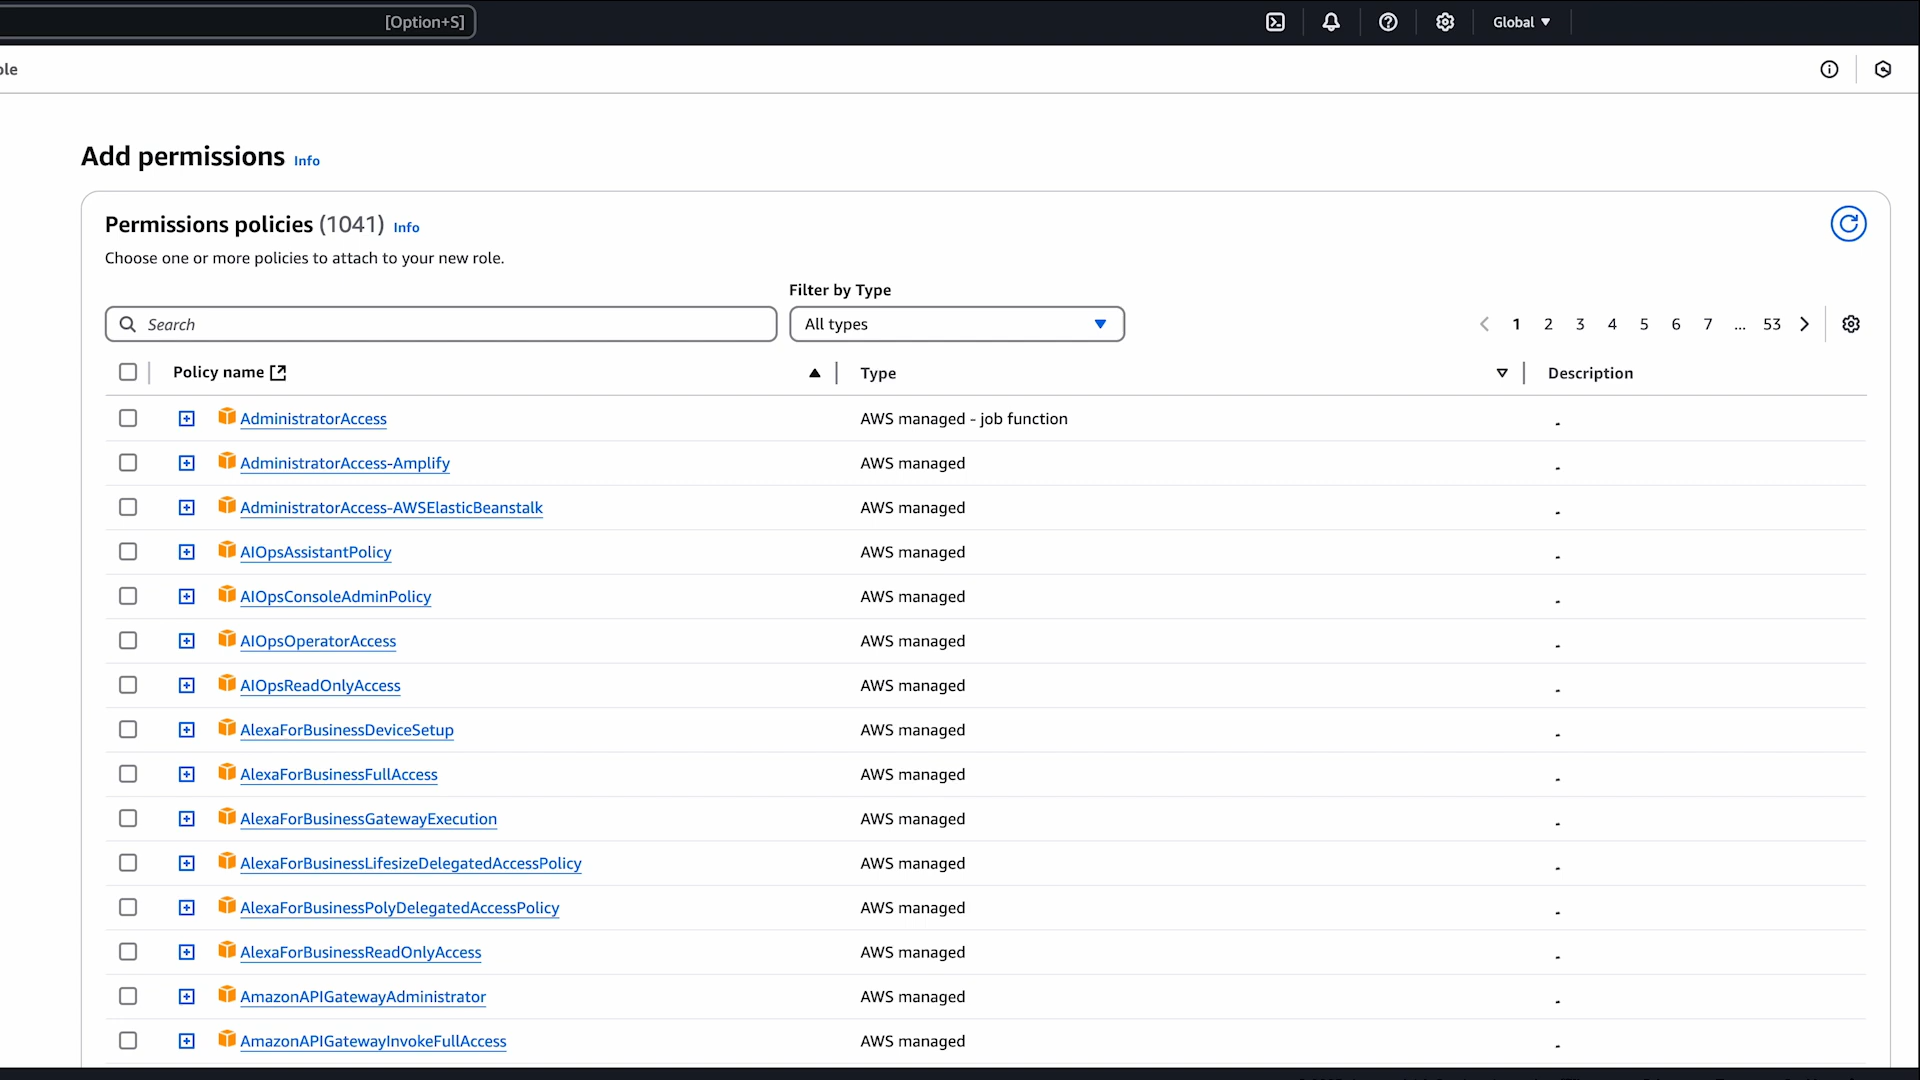 [Option+S]
Global
ole
Add permissions Info
Permissions policies (1041) Info
Choose one or more policies to attach to your new role.
Filter by Type
Search
All types
1 2 3 4 5 6 7 ... 53
Policy name
Type
Description
AdministratorAccess AWS managed - job function -
AdministratorAccess-Amplify AWS managed -
AdministratorAccess-AWSElasticBeanstalk AWS managed -
AIOpsAssistantPolicy AWS managed -
AIOpsConsoleAdminPolicy AWS managed -
AIOpsOperatorAccess AWS managed -
AIOpsReadOnlyAccess AWS managed -
AlexaForBusinessDeviceSetup AWS managed -
AlexaForBusinessFullAccess AWS managed -
AlexaForBusinessGatewayExecution AWS managed -
AlexaForBusinessLifesizeDelegatedAccessPolicy AWS managed -
AlexaForBusinessPolyDelegatedAccessPolicy AWS managed -
AlexaForBusinessReadOnlyAccess AWS managed -
AmazonAPIGatewayAdministrator AWS managed -
AmazonAPIGatewayInvokeFullAccess AWS managed -